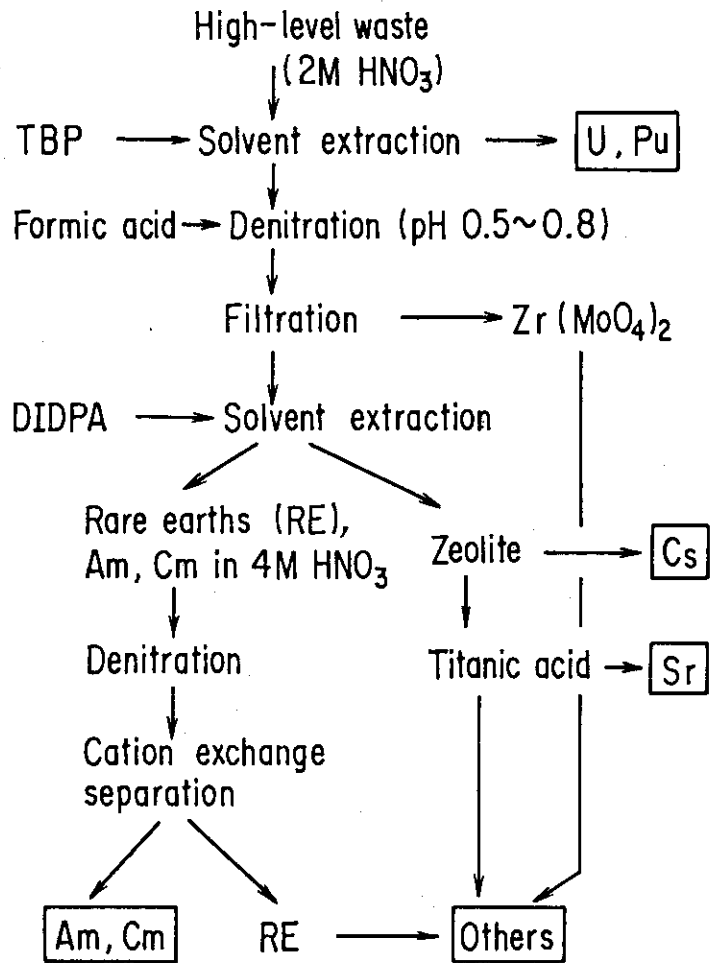 High-level waste
(2M HNO₃)
TBP Solvent extraction U, Pu
Formic acid Denitration (pH 0.5~0.8)
Filtration Zr(MoO₄)₂
DIDPA Solvent extraction
Rare earths (RE),
Am, Cm in 4M HNO₃
Zeolite Cs
Denitration Titanic acid Sr
Cation exchange
separation
Am, Cm RE Others